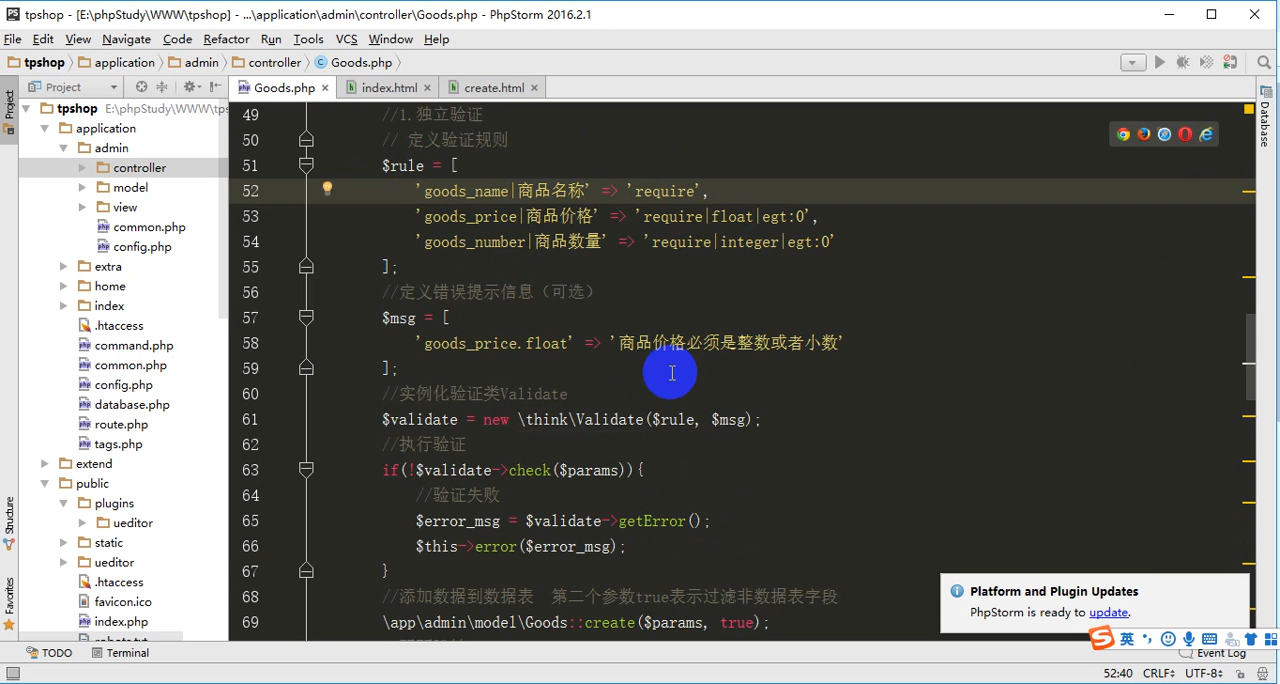 tpshop - [E:\phpStudy\WWW\tpshop] - ...\application\admin\controller\Goods.php - PhpStorm 2016.2.1
File Edit View Navigate Code Refactor Run Tools VCS Window Help
tpshop application admin controller Goods.php
Project
Goods.php index.html create.html
Project
Structure
Favorites
Database
tpshop E:\phpStudy\WWW\tps
application
admin
controller
model
view
common.php
config.php
extra
home
index
.htaccess
command.php
common.php
config.php
database.php
route.php
tags.php
extend
public
plugins
ueditor
static
ueditor
.htaccess
favicon.ico
index.php
49 //1.独立验证
50 // 定义验证规则
51 $rule = [
52 'goods_name|商品名称' => 'require',
53 'goods_price|商品价格' => 'require|float|egt:0',
54 'goods_number|商品数量' => 'require|integer|egt:0'
55 ];
56 //定义错误提示信息（可选）
57 $msg = [
58 'goods_price.float' => '商品价格必须是整数或者小数'
59 ];
60 //实例化验证类Validate
61 $validate = new \think\Validate($rule, $msg);
62 //执行验证
63 if(!$validate->check($params)){
64 //验证失败
65 $error_msg = $validate->getError();
66 $this->error($error_msg);
67 }
68 //添加数据到数据表 第二个参数true表示过滤非数据表字段
69 \app\admin\model\Goods::create($params, true);
Platform and Plugin Updates
PhpStorm is ready to update.
英
TODO Terminal Event Log
52:40 CRLF UTF-8